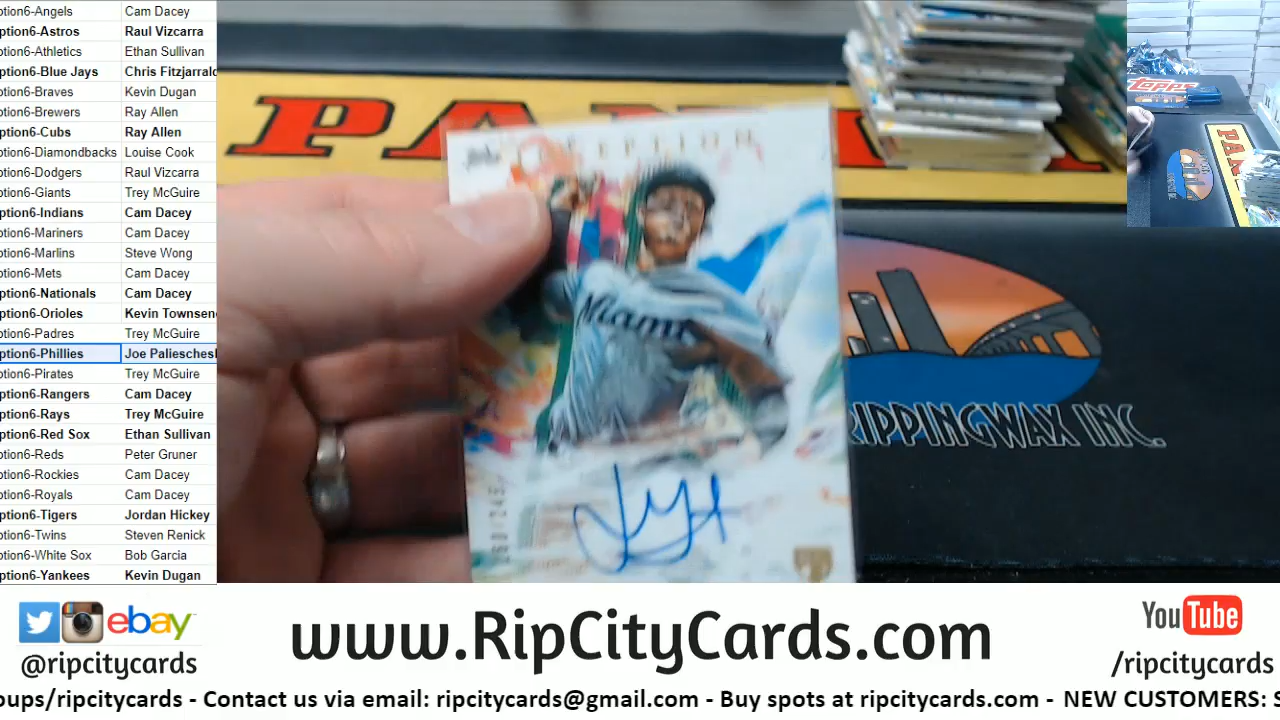 ption6-Angels Cam Dacey
ption6-Astros Raul Vizcarra
ption6-Athletics Ethan Sullivan
ption6-Blue Jays Chris Fitzjarrald
ption6-Braves Kevin Dugan
ption6-Brewers Ray Allen
ption6-Cubs Ray Allen
ption6-Diamondbacks Louise Cook
ption6-Dodgers Raul Vizcarra
ption6-Giants Trey McGuire
ption6-Indians Cam Dacey
ption6-Mariners Cam Dacey
ption6-Marlins Steve Wong
ption6-Mets Cam Dacey
ption6-Nationals Cam Dacey
ption6-Orioles Kevin Townsen
ption6-Padres Trey McGuire
ption6-Phillies Joe Paliesches
ption6-Pirates Trey McGuire
ption6-Rangers Cam Dacey
ption6-Rays Trey McGuire
ption6-Red Sox Ethan Sullivan
ption6-Reds Peter Gruner
ption6-Rockies Cam Dacey
ption6-Royals Cam Dacey
ption6-Tigers Jordan Hickey
ption6-Twins Steven Renick
ption6-White Sox Bob Garcia
ption6-Yankees Kevin Dugan
PANI
CEPTION
Miami
RIPPINGWAX INC.
topps
PAN
ebay
@ripcitycards
www.RipCityCards.com
YouTube
/ripcitycards
oups/ripcitycards - Contact us via email: ripcitycards@gmail.com - Buy spots at ripcitycards.com - NEW CUSTOMERS: S